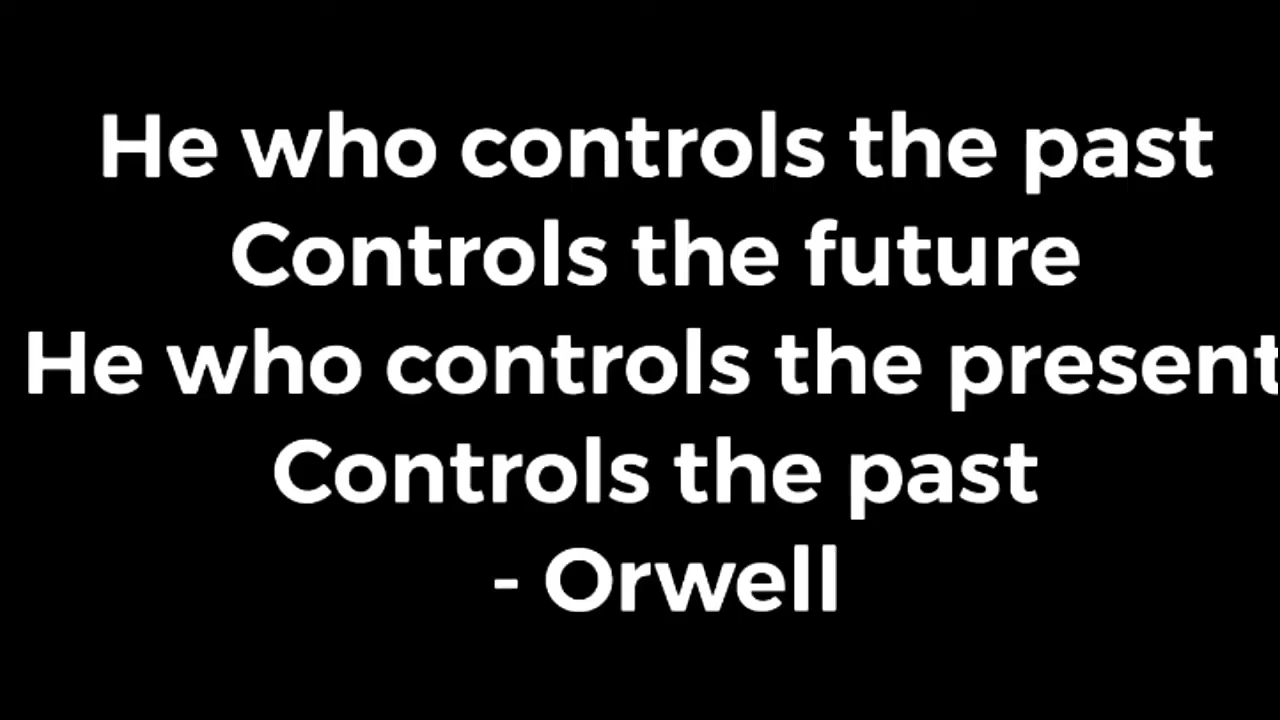 He who controls the past
Controls the future
He who controls the present
Controls the past
- Orwell